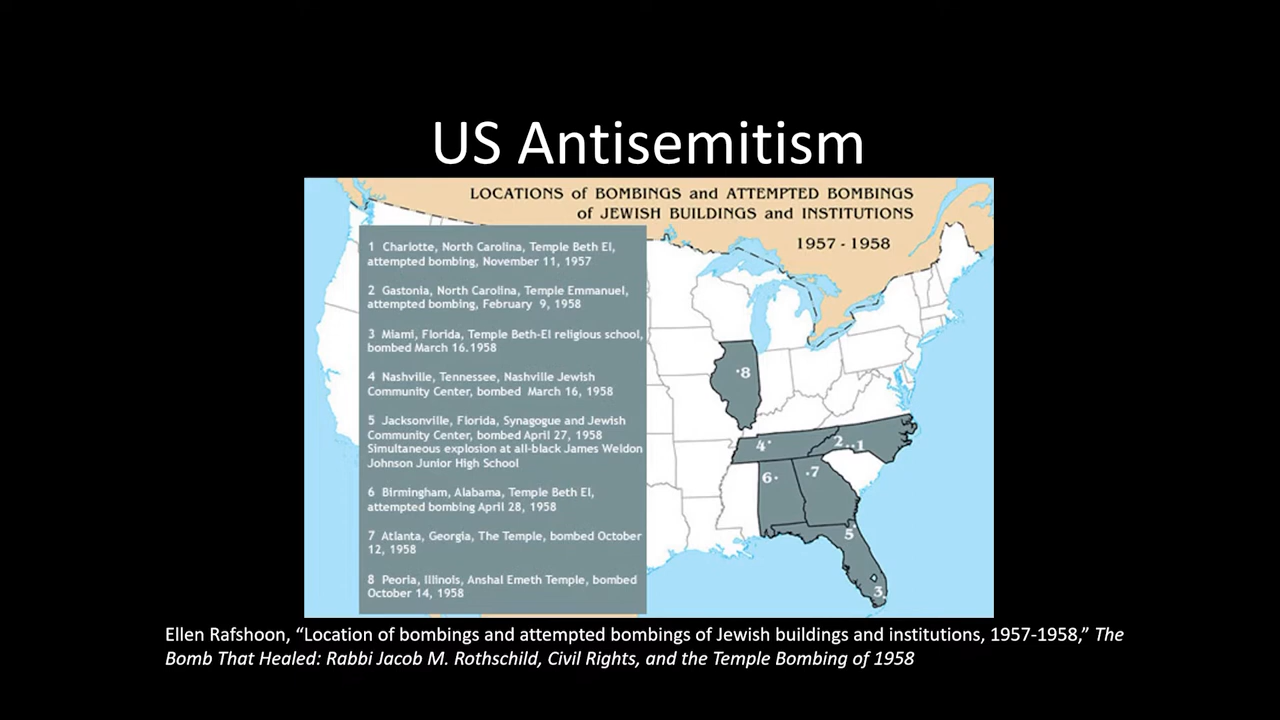 US Antisemitism
LOCATIONS of BOMBINGS and ATTEMPTED BOMBINGS
of JEWISH BUILDINGS and INSTITUTIONS
1957 - 1958
1 Charlotte, North Carolina, Temple Beth El,
attempted bombing, November 11, 1957
2 Gastonia, North Carolina, Temple Emmanuel,
attempted bombing, February 9, 1958
3 Miami, Florida, Temple Beth-El religious school,
bombed March 16.1958
4 Nashville, Tennessee, Nashville Jewish
Community Center, bombed March 16, 1958
5 Jacksonville, Florida, Synagogue and Jewish
Community Center, bombed April 27, 1958
Simultaneous explosion at all-black James Weldon
Johnson Junior High School
6 Birmingham, Alabama, Temple Beth El,
attempted bombing April 28, 1958
7 Atlanta, Georgia, The Temple, bombed October
12, 1958
8 Peoria, Illinois, Anshai Emeth Temple, bombed
October 14, 1958
8
4
2 1
6
7
5
3
Ellen Rafshoon, “Location of bombings and attempted bombings of Jewish buildings and institutions, 1957-1958,” The
Bomb That Healed: Rabbi Jacob M. Rothschild, Civil Rights, and the Temple Bombing of 1958